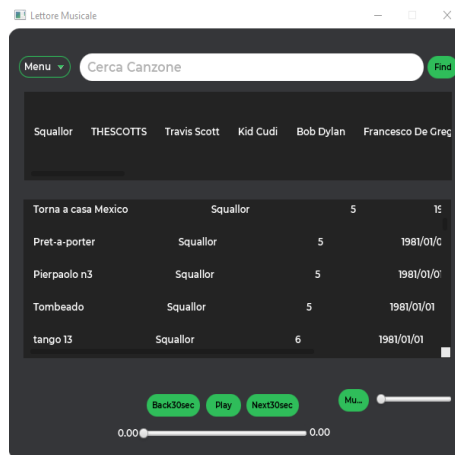 Lettore Musicale
Menu Cerca Canzone Find
Squallor THESCOTTS Travis Scott Kid Cudi Bob Dylan Francesco De Greg
Torna a casa Mexico Squallor 5 19
Pret-a-porter Squallor 5 1981/01/0
Pierpaolo n3 Squallor 5 1981/01/01
Tombeado Squallor 5 1981/01/01
tango 13 Squallor 6 1981/01/01
Back30sec Play Next30sec Mu...
0.00 0.00